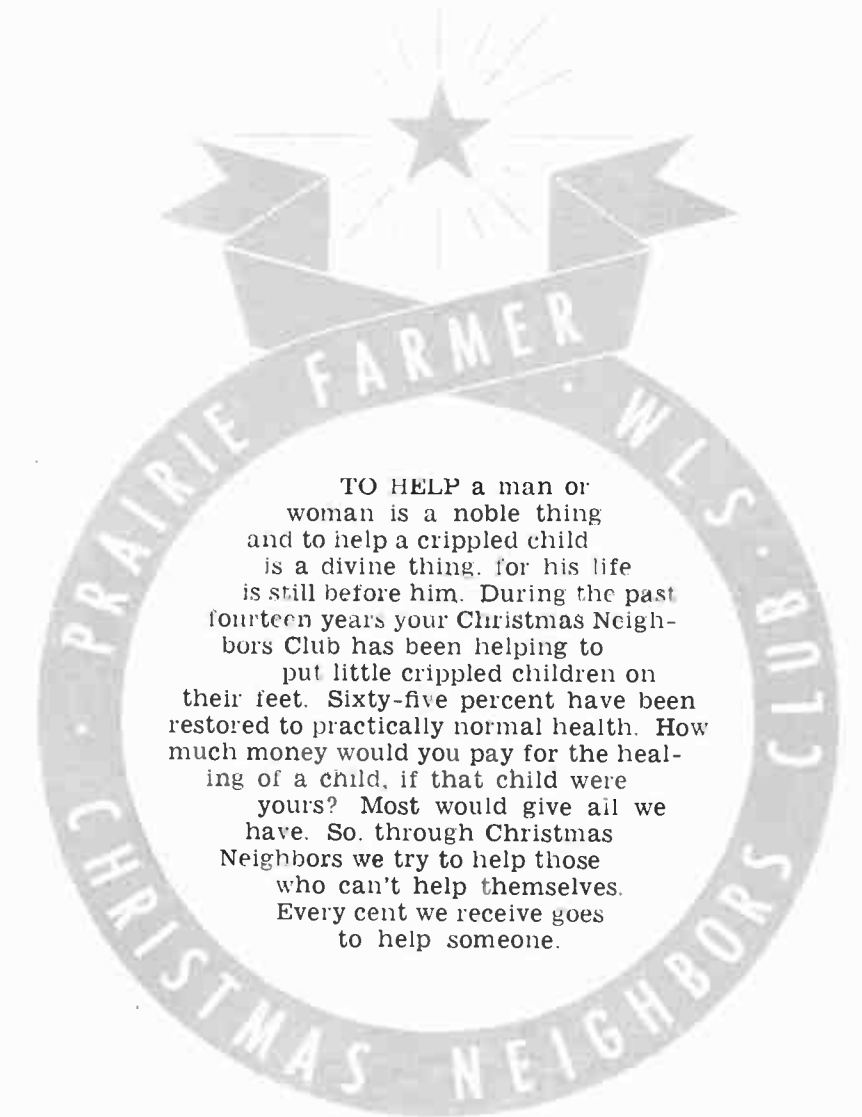 PRAIRIE FARMER · WLS ·
CHRISTMAS NEIGHBORS CLUB
TO HELP a man or
woman is a noble thing
and to help a crippled child
is a divine thing. for his life
is still before him. During the past
fourteen years your Christmas Neigh-
bors Club has been helping to
put little crippled children on
their feet. Sixty-five percent have been
restored to practically normal health. How
much money would you pay for the heal-
ing of a child, if that child were
yours? Most would give all we
have. So. through Christmas
Neighbors we try to help those
who can't help themselves.
Every cent we receive goes
to help someone.